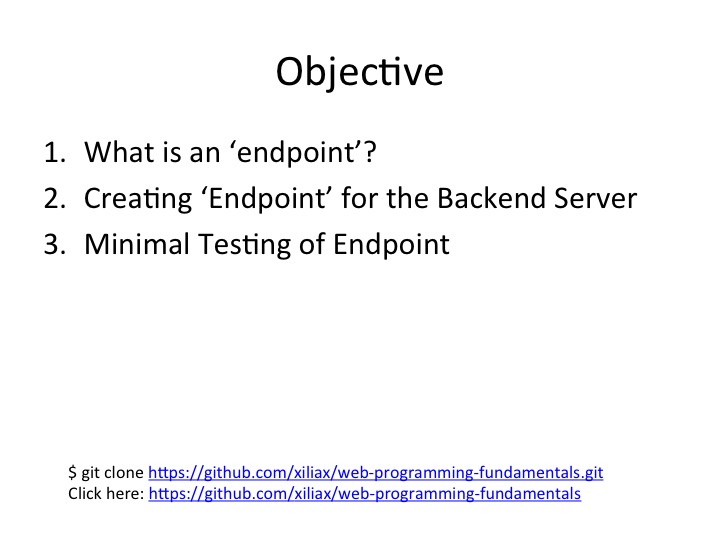 Objective
1. What is an ‘endpoint’?
2. Creating ‘Endpoint’ for the Backend Server
3. Minimal Testing of Endpoint
$ git clone https://github.com/xiliax/web-programming-fundamentals.git
Click here: https://github.com/xiliax/web-programming-fundamentals